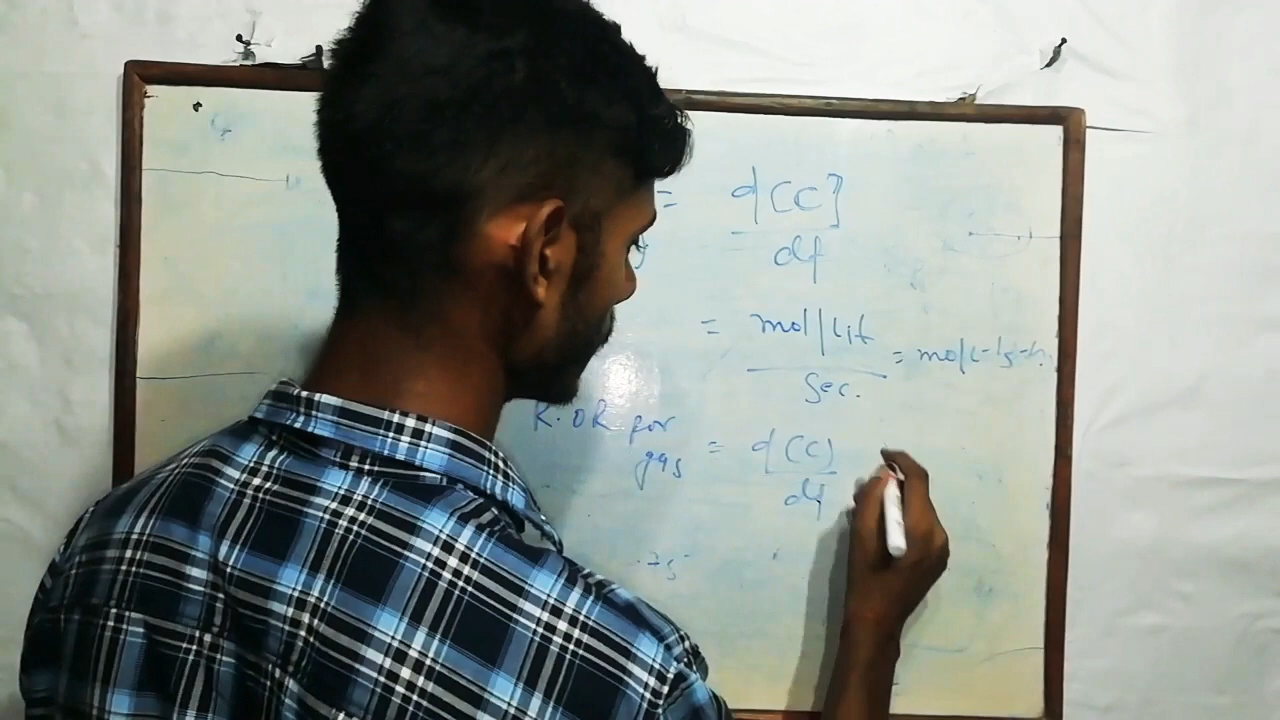 = d[C]
dt
= mol/Lit
Sec.
= mol L-1 s-1.
R.OR for
gas
= d(C)
dt